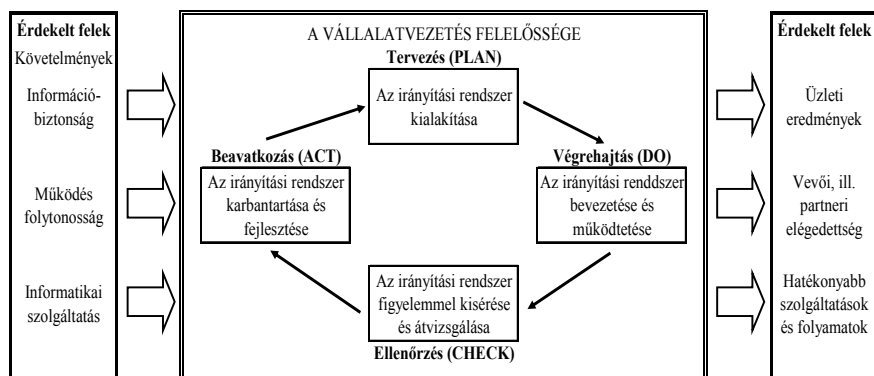 Érdekelt felek
Követelmények
Információ-
biztonság
Működés
folytonosság
Informatikai
szolgáltatás
A VÁLLALATVEZETÉS FELELŐSSÉGE
Tervezés (PLAN)
Az irányítási rendszer
kialakítása
Beavatkozás (ACT)
Az irányítási rendszer
karbantartása és
fejlesztése
Végrehajtás (DO)
Az irányítási renddszer
bevezetése és
működtetése
Az irányítási rendszer
figyelemmel kisérése
és átvizsgálása
Ellenőrzés (CHECK)
Érdekelt felek
Üzleti
eredmények
Vevői, ill.
partneri
elégedettség
Hatékonyabb
szolgáltatások
és folyamatok